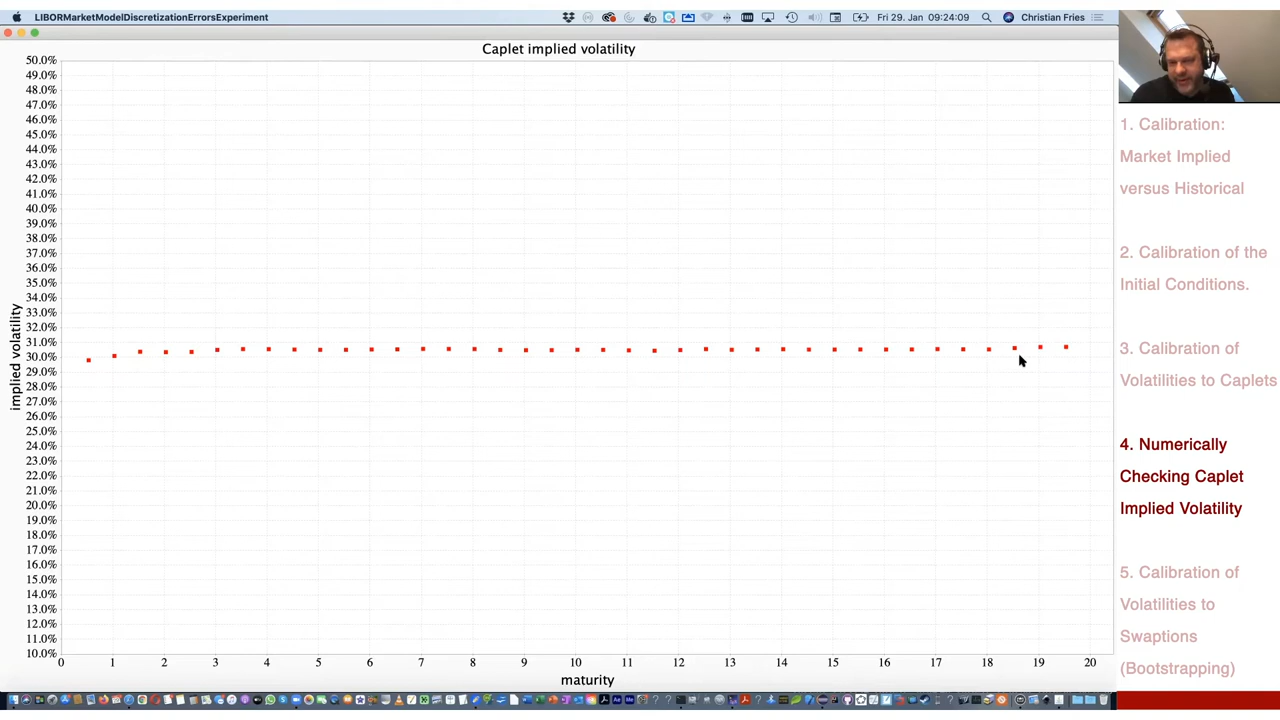 LIBORMarketModelDiscretizationErrorsExperiment
Fri 29. Jan 09:24:09
Christian Fries
Caplet implied volatility
50.0%
49.0%
48.0%
47.0%
46.0%
45.0%
44.0%
43.0%
42.0%
41.0%
40.0%
39.0%
38.0%
37.0%
36.0%
35.0%
34.0%
33.0%
32.0%
31.0%
30.0%
29.0%
28.0%
27.0%
26.0%
25.0%
24.0%
23.0%
22.0%
21.0%
20.0%
19.0%
18.0%
17.0%
16.0%
15.0%
14.0%
13.0%
12.0%
11.0%
10.0%
implied volatility
0 1 2 3 4 5 6 7 8 9 10 11 12 13 14 15 16 17 18 19 20
maturity
1. Calibration:
Market Implied
versus Historical
2. Calibration of the
Initial Conditions.
3. Calibration of
Volatilities to Caplets
4. Numerically
Checking Caplet
Implied Volatility
5. Calibration of
Volatilities to
Swaptions
(Bootstrapping)